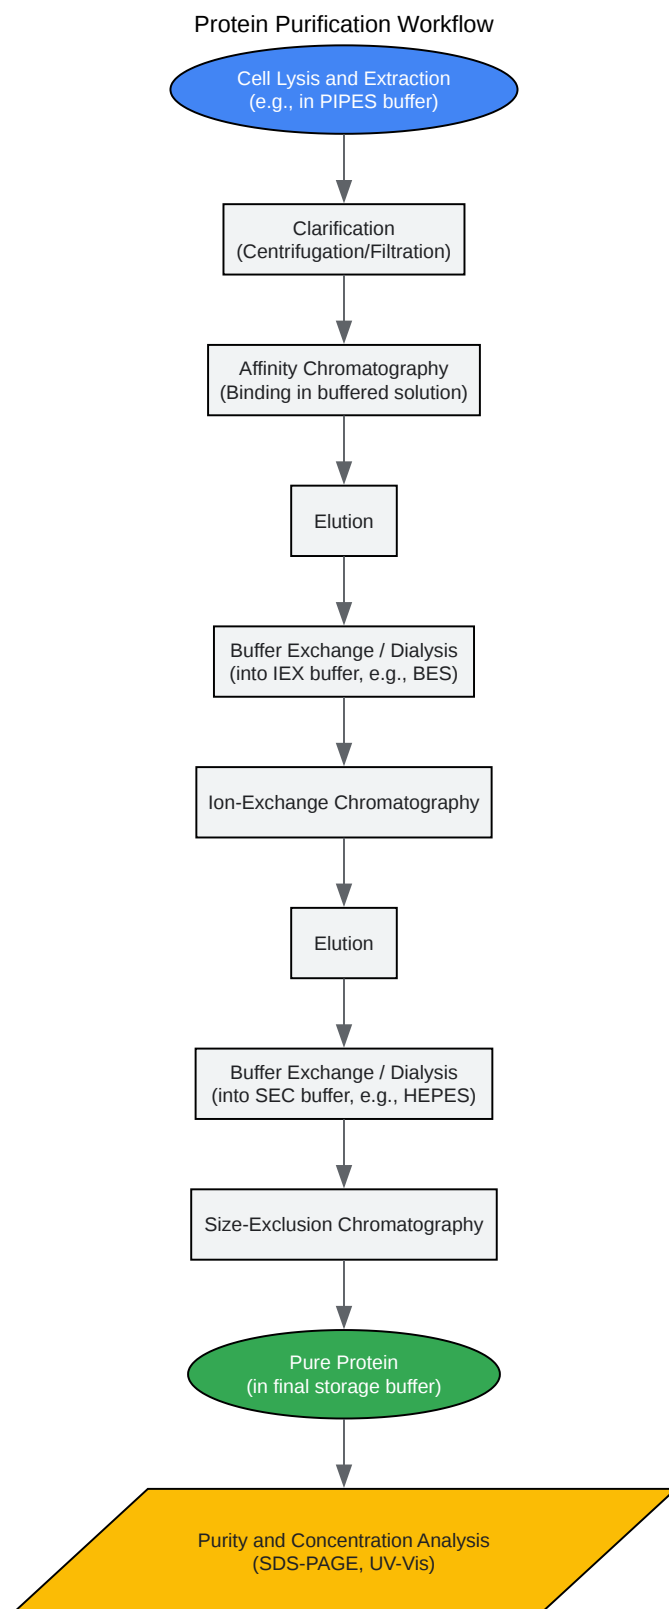 Protein Purification Workflow
Cell Lysis and Extraction
(e.g., in PIPES buffer)
Clarification
(Centrifugation/Filtration)
Affinity Chromatography
(Binding in buffered solution)
Elution
Buffer Exchange / Dialysis
(into IEX buffer, e.g., BES)
Ion-Exchange Chromatography
Elution
Buffer Exchange / Dialysis
(into SEC buffer, e.g., HEPES)
Size-Exclusion Chromatography
Pure Protein
(in final storage buffer)
Purity and Concentration Analysis
(SDS-PAGE, UV-Vis)